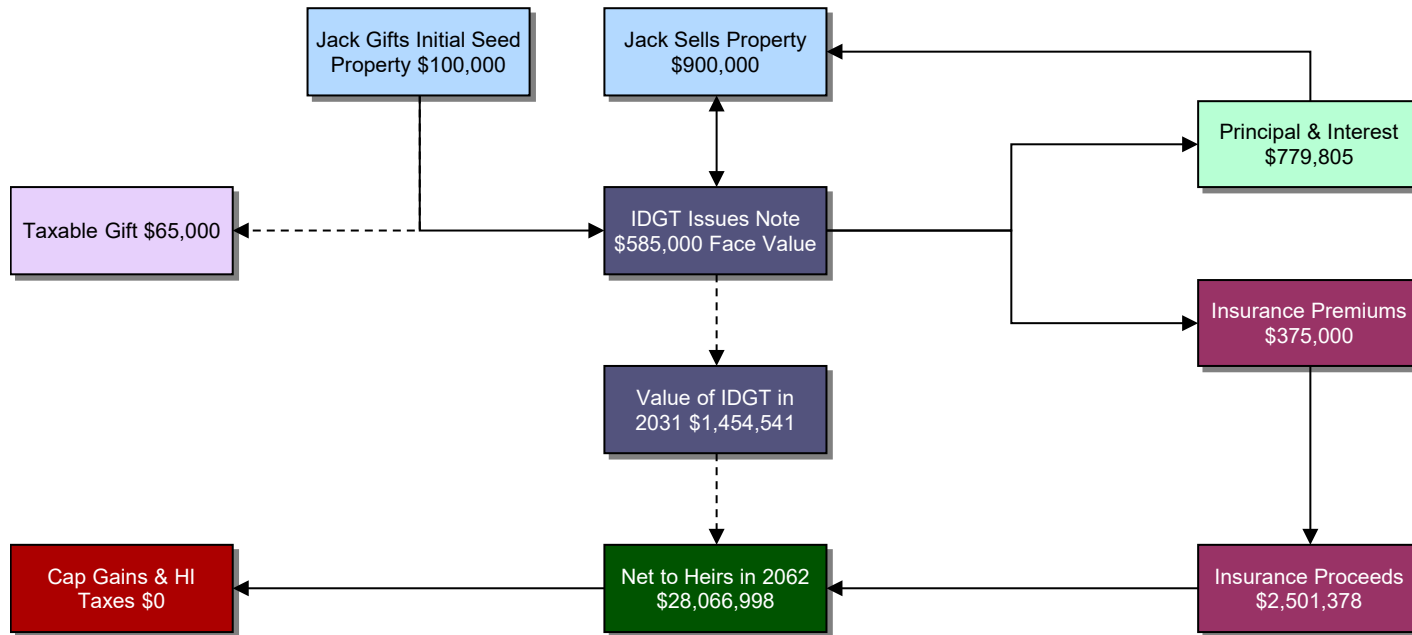 Jack Gifts Initial Seed
Property $100,000
Jack Sells Property
$900,000
Principal & Interest
$779,805
Taxable Gift $65,000
IDGT Issues Note
$585,000 Face Value
Insurance Premiums
$375,000
Value of IDGT in
2031 $1,454,541
Cap Gains & HI
Taxes $0
Net to Heirs in 2062
$28,066,998
Insurance Proceeds
$2,501,378